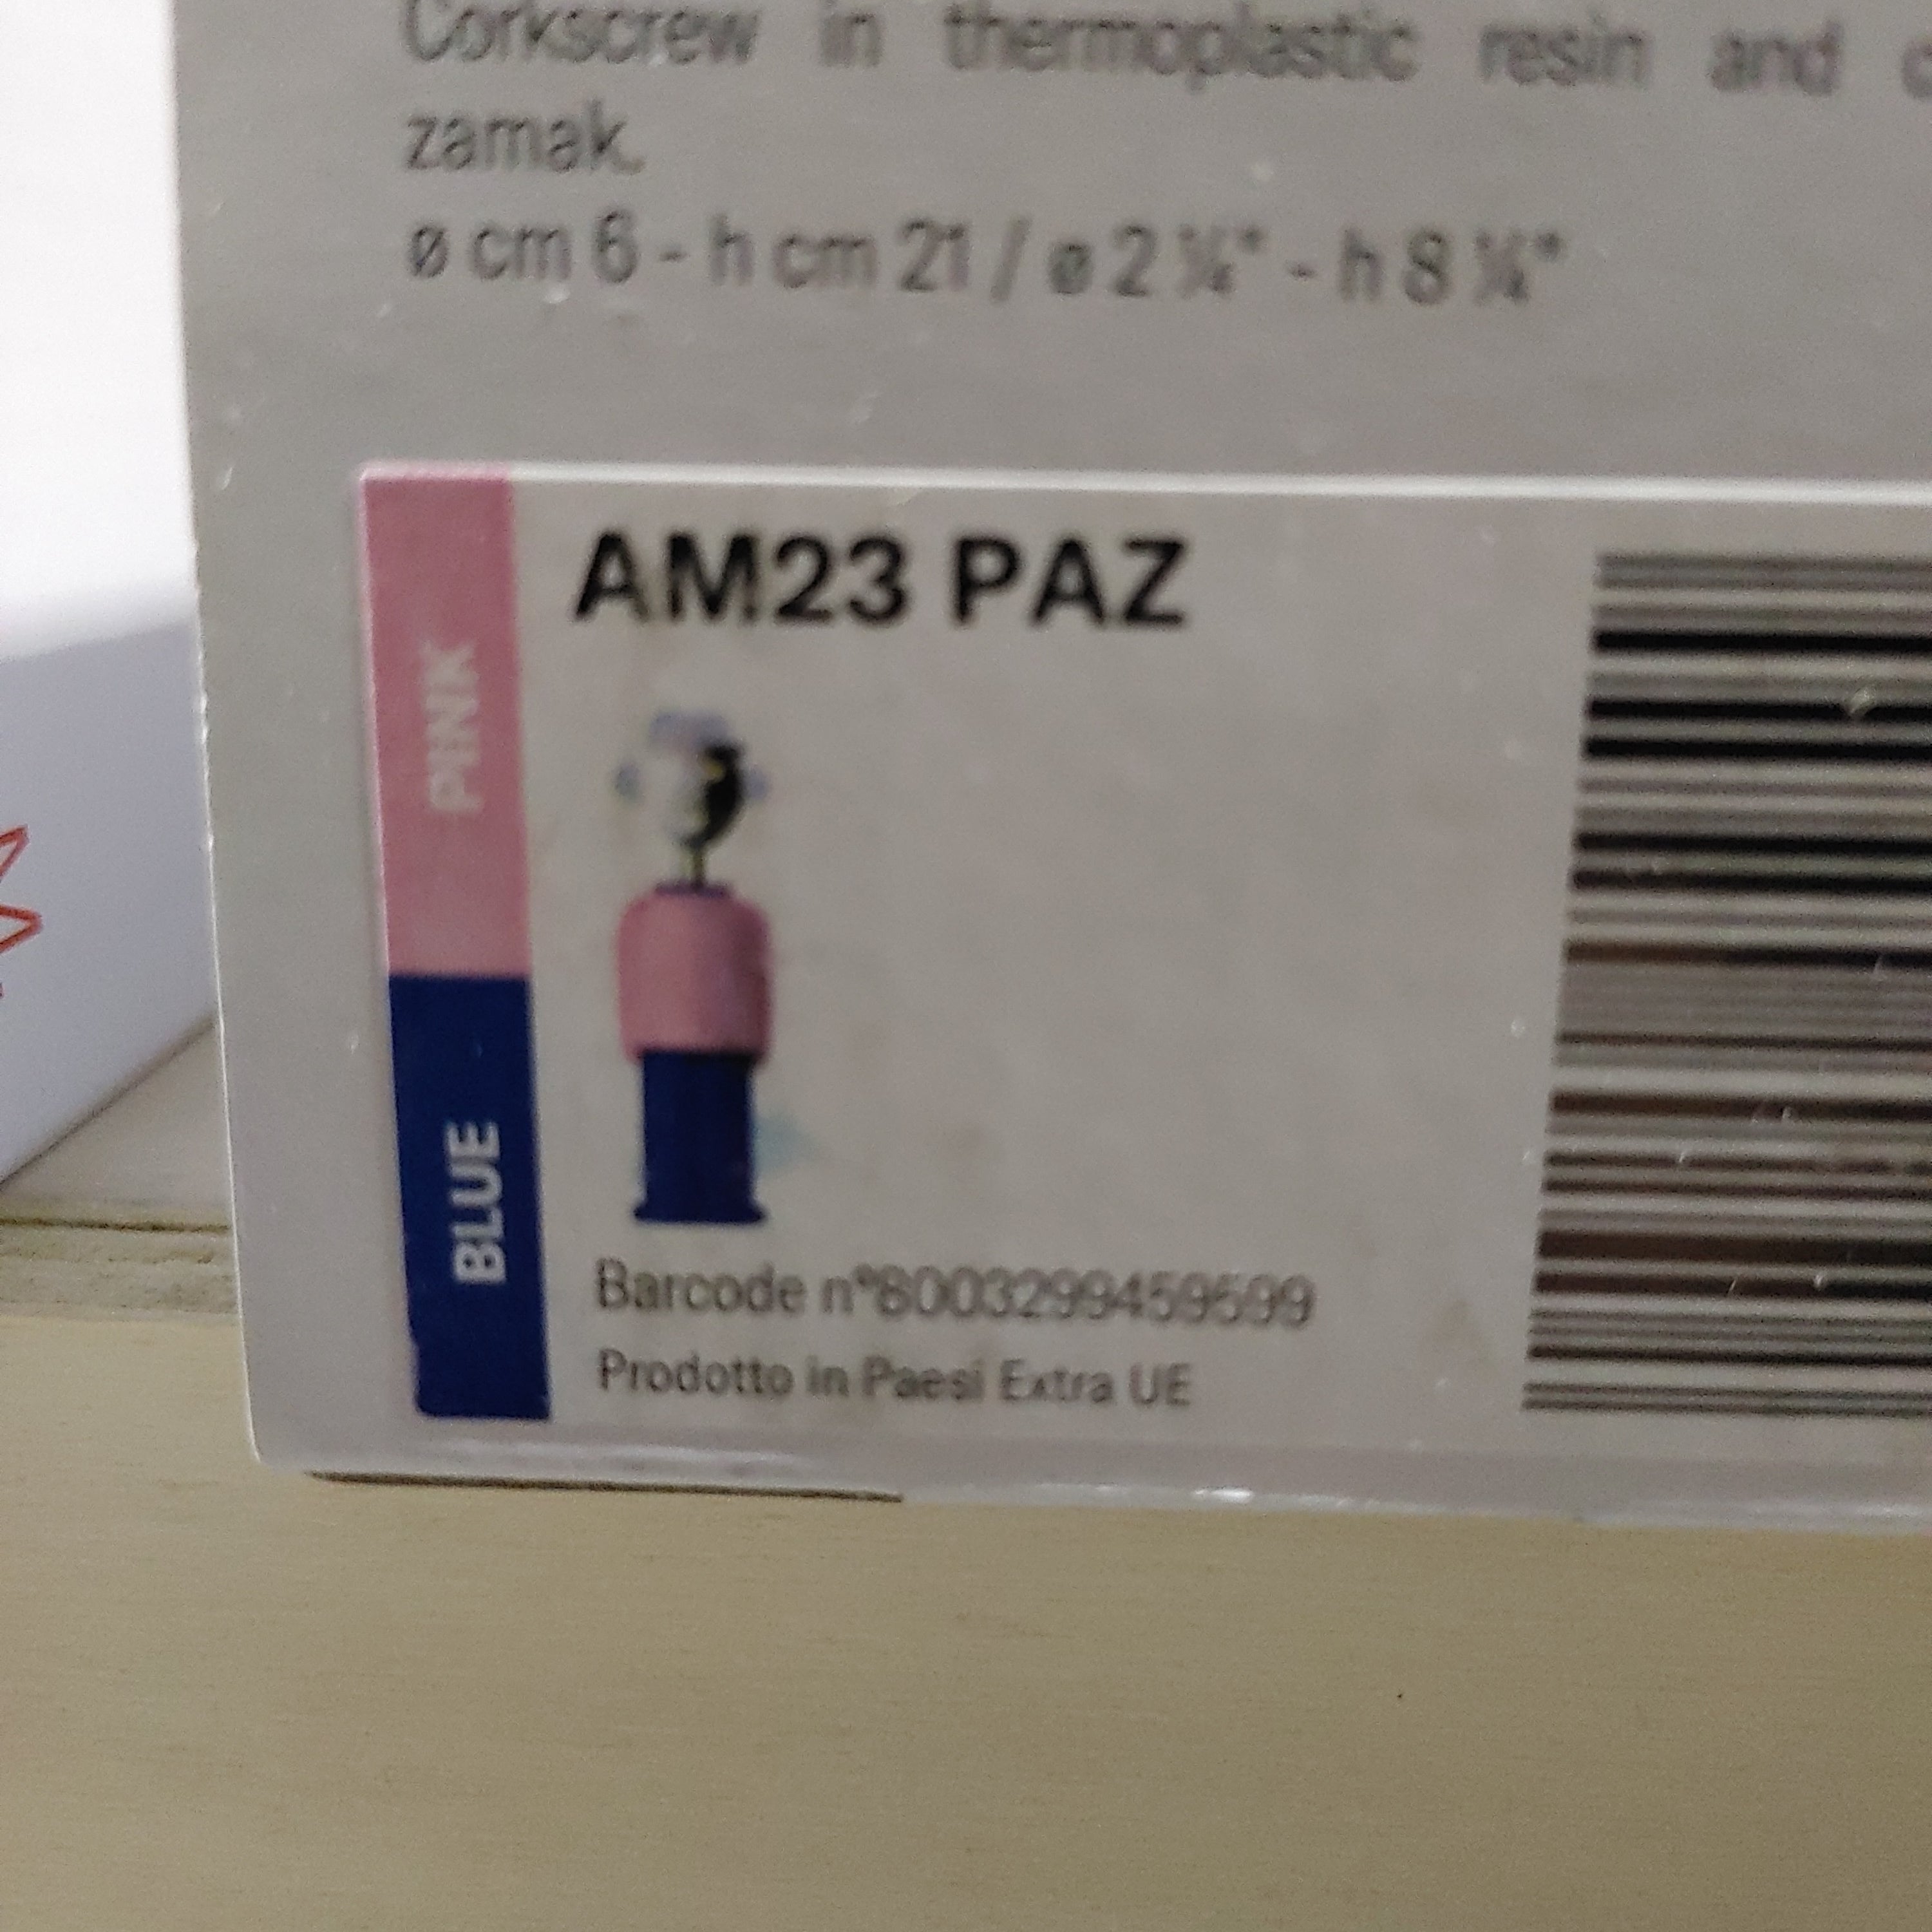 Corkscrew in thermoplastic resin and
zamak.
ø cm 6 - h cm 21 / ø 2 ¼" - h 8 ¼"
AM23 PAZ
PINK
BLUE
Barcode n°8003299459599
Prodotto in Paesi Extra UE